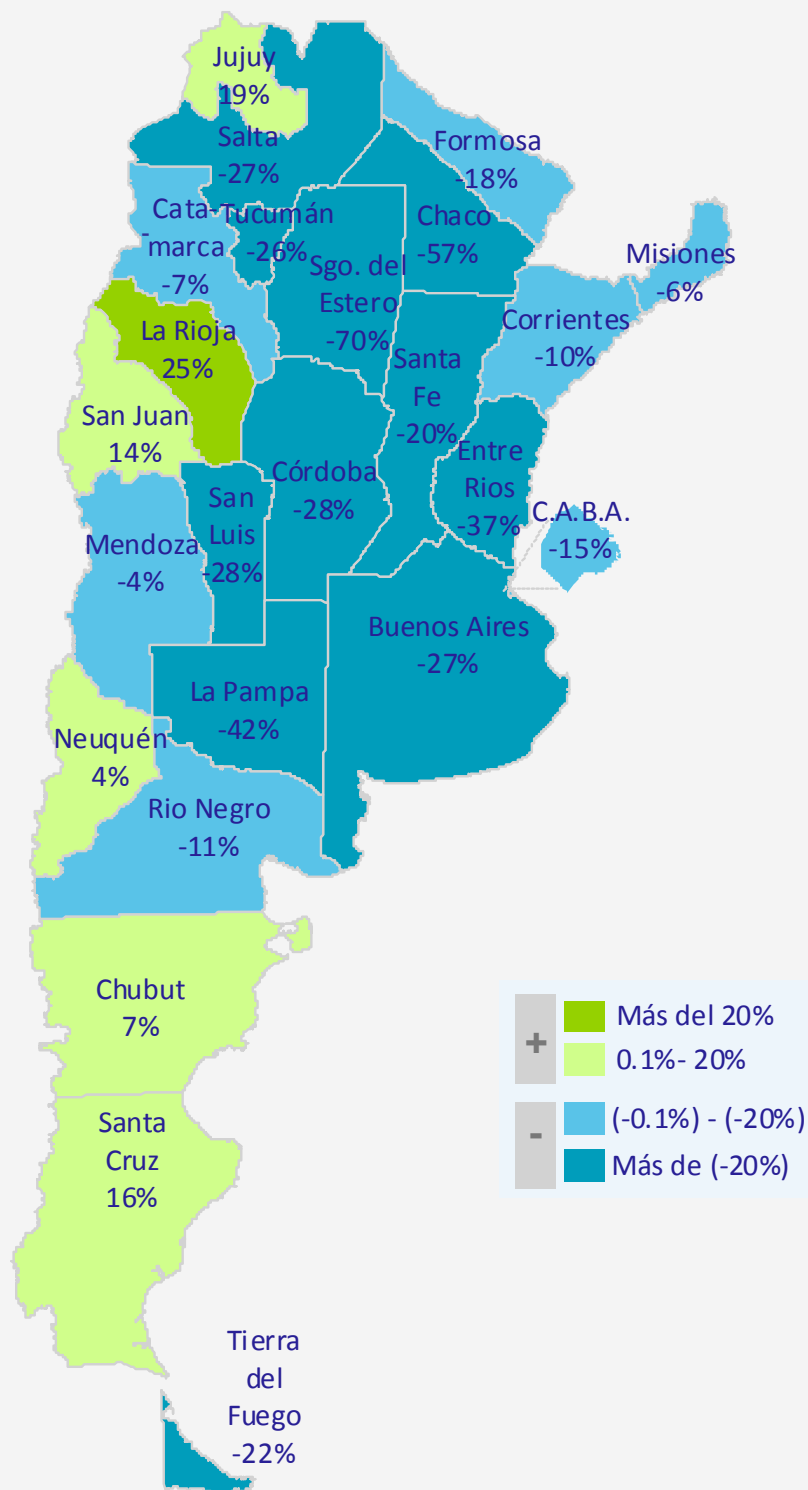 Jujuy
19%
Salta
-27%
Formosa
-18%
Cata-
marca
-7%
Tucumán
-26%
Chaco
-57%
Sgo. del
Estero
-70%
Misiones
-6%
Corrientes
-10%
La Rioja
25%
Santa
Fe
-20%
San Juan
14%
Córdoba
-28%
Entre
Rios
-37%
C.A.B.A.
-15%
San
Luis
-28%
Mendoza
-4%
Buenos Aires
-27%
La Pampa
-42%
Neuquén
4%
Rio Negro
-11%
Chubut
7%
Santa
Cruz
16%
Tierra
del
Fuego
-22%
+
Más del 20%
0.1%- 20%
-
(-0.1%) - (-20%)
Más de (-20%)